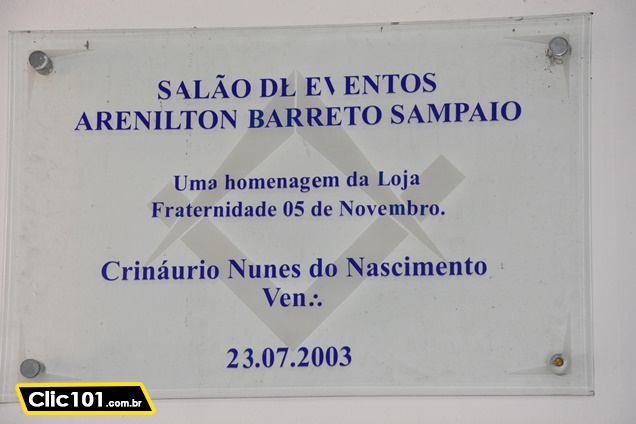 SALÃO DE EVENTOS
ARENILTON BARRETO SAMPAIO
Uma homenagem da Loja
Fraternidade 05 de Novembro.
Crináurio Nunes do Nascimento
Ven∴
23.07.2003
Clic101.com.br